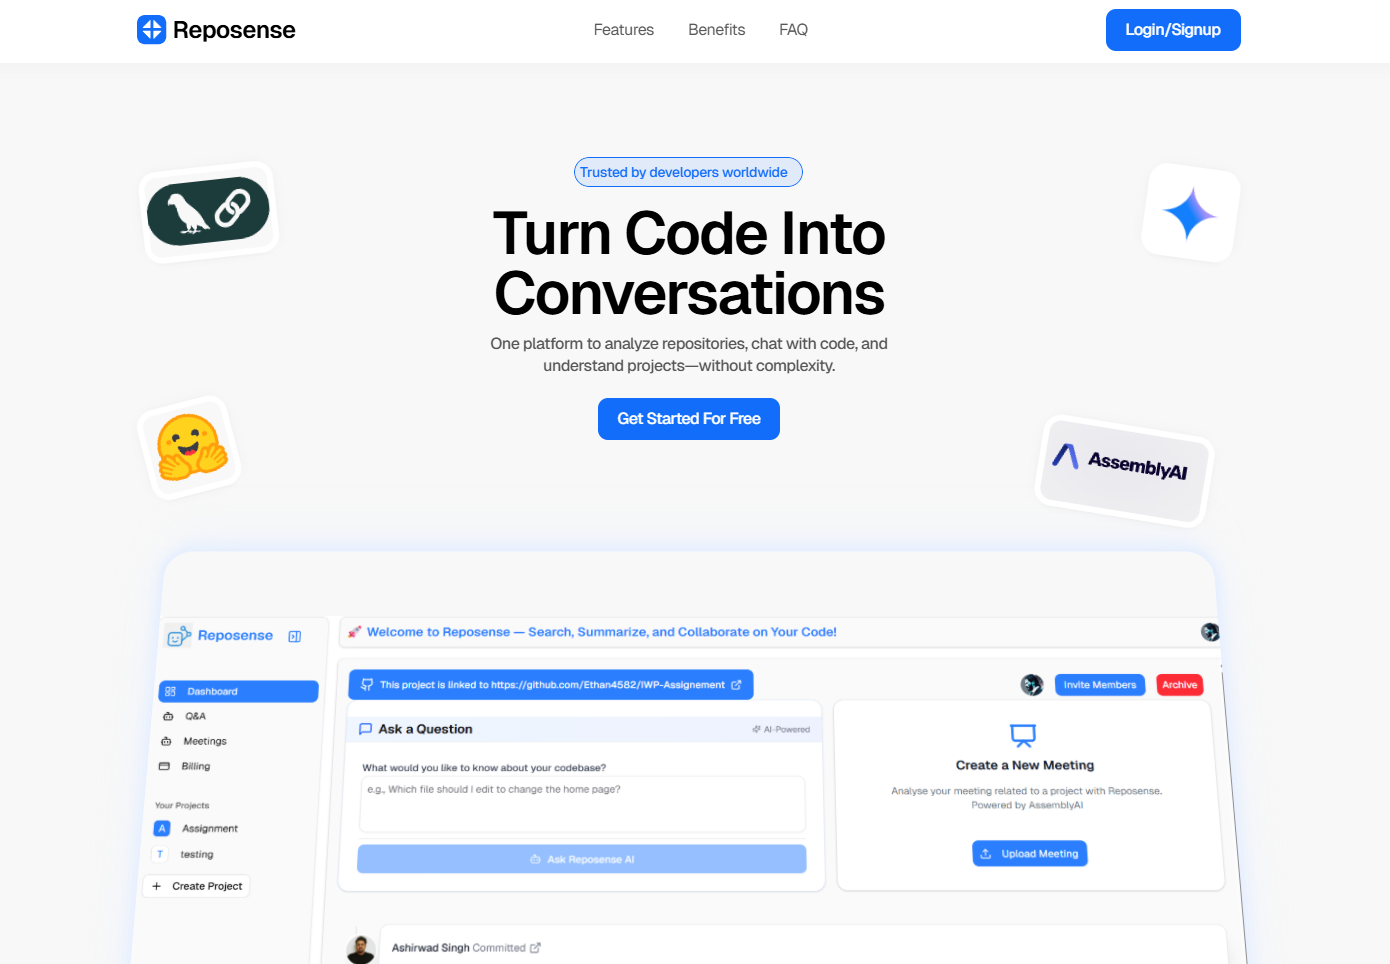 Reposense
Features
Benefits
FAQ
Login/Signup
Trusted by developers worldwide
Turn Code Into
Conversations
One platform to analyze repositories, chat with code, and
understand projects—without complexity.
Get Started For Free
AssemblyAI
Reposense
Welcome to Reposense — Search, Summarize, and Collaborate on Your Code!
Dashboard
Q&A
Meetings
Billing
Your Projects
A Assignment
T testing
Create Project
This project is linked to https://github.com/Ethan4582/IWP-Assignement
Invite Members
Archive
Ask a Question
AI-Powered
What would you like to know about your codebase?
e.g., Which file should I edit to change the home page?
Ask Reposense AI
Create a New Meeting
Analyse your meeting related to a project with Reposense.
Powered by AssemblyAI
Upload Meeting
Ashirwad Singh Committed